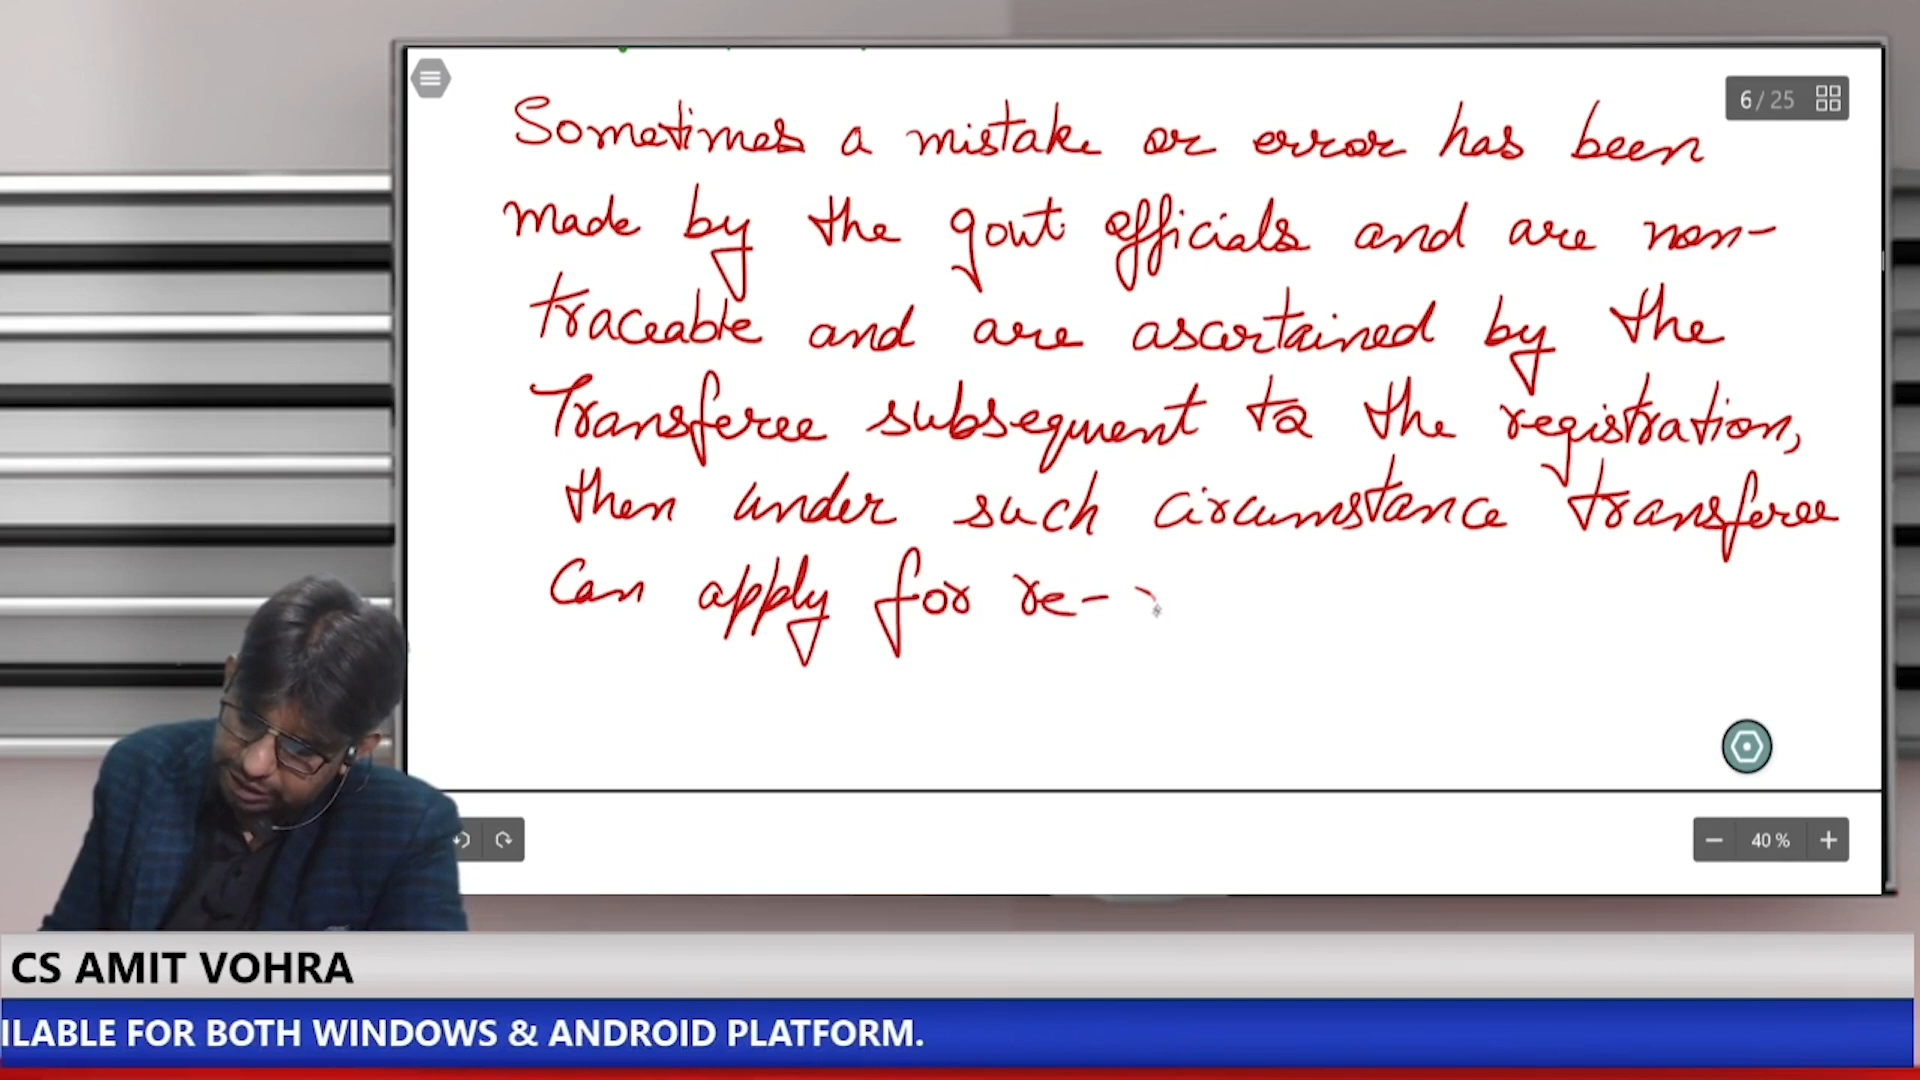 6 / 25
Sometimes a mistake or error has been
made by the govt officials and are non-
traceable and are ascertained by the
Transferee subsequent to the registration,
then under such circumstance transferee
Can apply for re-
40 %
CS AMIT VOHRA
ILABLE FOR BOTH WINDOWS & ANDROID PLATFORM.